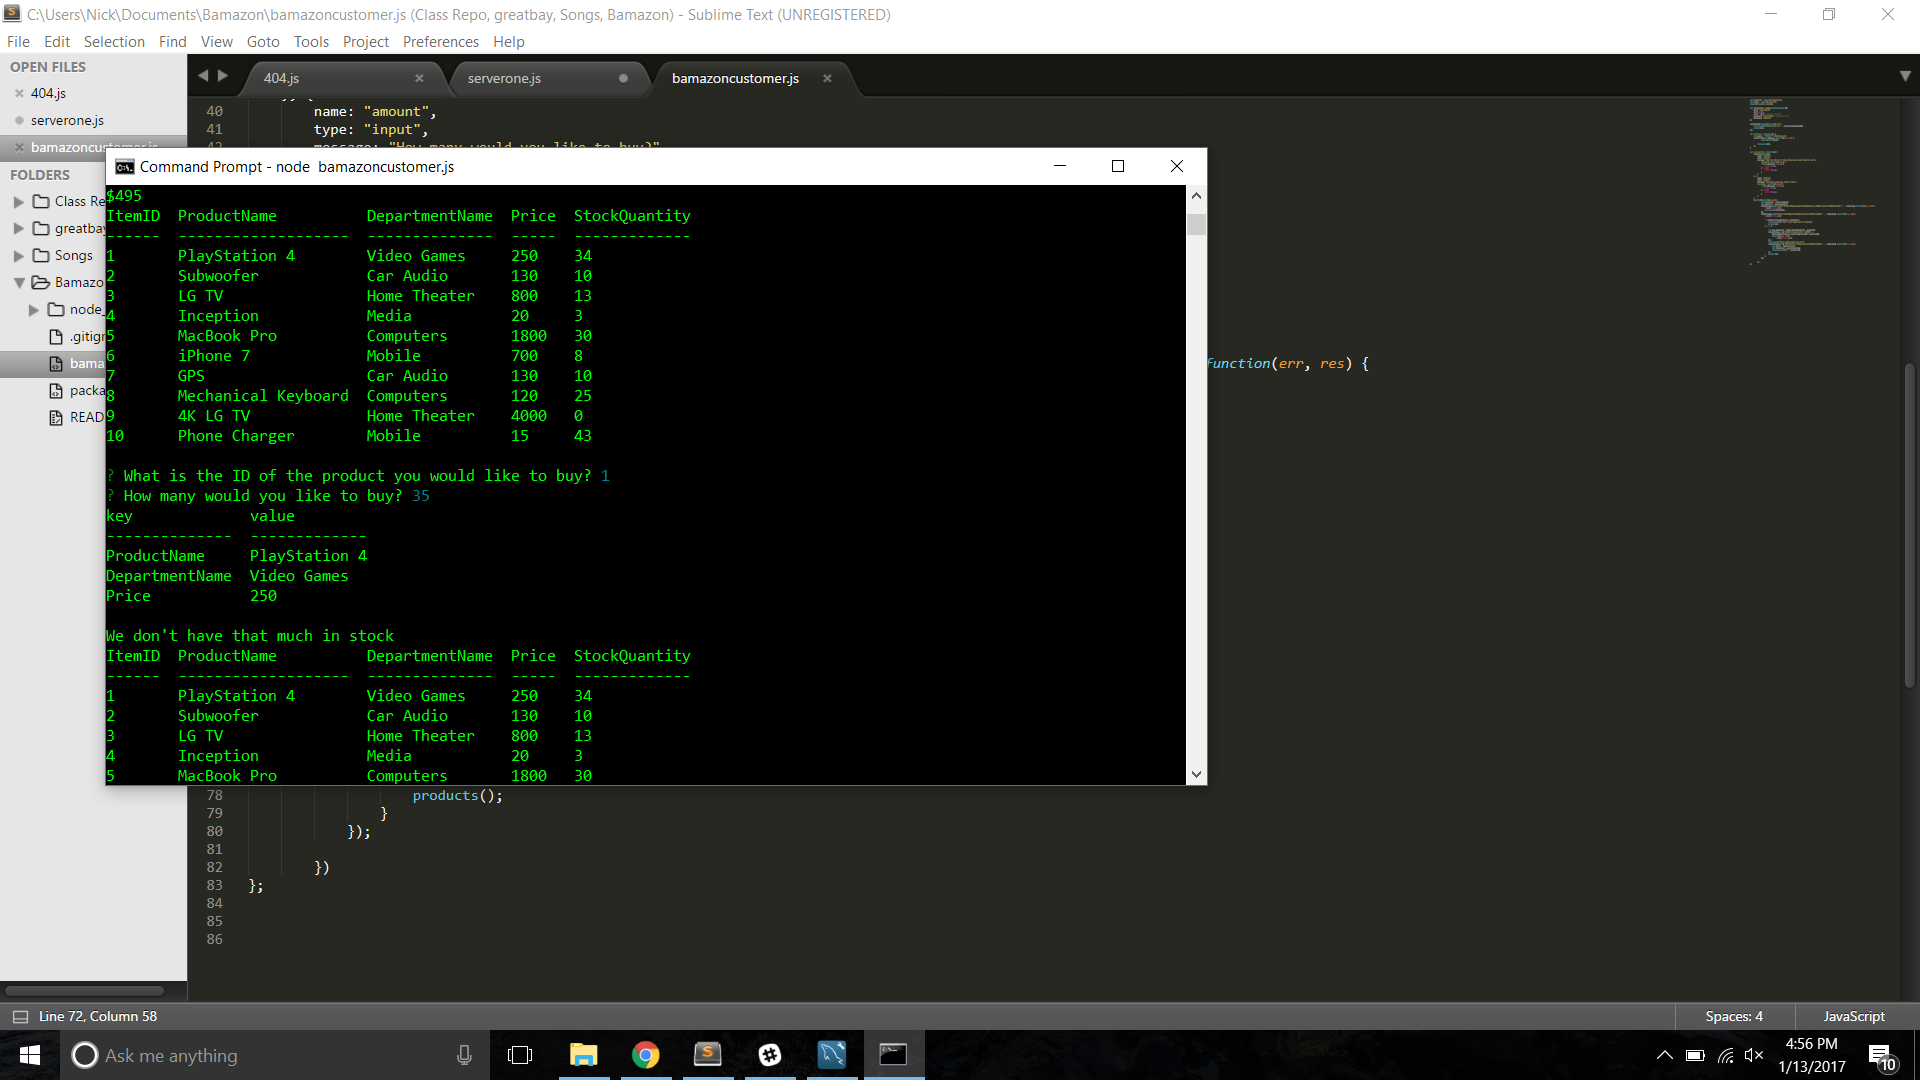 C:\Users\Nick\Documents\Bamazon\bamazoncustomer.js (Class Repo, greatbay, Songs, Bamazon) - Sublime Text (UNREGISTERED)
File Edit Selection Find View Goto Tools Project Preferences Help
OPEN FILES
404.js
serverone.js
bamazoncustomer.js
FOLDERS
Class Re
greatbay
Songs
Bamazo
node_
.gitign
bama
packa
READ
404.js serverone.js bamazoncustomer.js
40 name: "amount",
41 type: "input",
42 message: "How many would you like to buy?"
Command Prompt - node bamazoncustomer.js
$495
ItemID ProductName DepartmentName Price StockQuantity
------ ------------------- -------------- ----- -------------
1 PlayStation 4 Video Games 250 34
2 Subwoofer Car Audio 130 10
3 LG TV Home Theater 800 13
4 Inception Media 20 3
5 MacBook Pro Computers 1800 30
6 iPhone 7 Mobile 700 8
7 GPS Car Audio 130 10
8 Mechanical Keyboard Computers 120 25
9 4K LG TV Home Theater 4000 0
10 Phone Charger Mobile 15 43
? What is the ID of the product you would like to buy? 1
? How many would you like to buy? 35
key value
-------------- -------------
ProductName PlayStation 4
DepartmentName Video Games
Price 250
We don't have that much in stock
ItemID ProductName DepartmentName Price StockQuantity
------ ------------------- -------------- ----- -------------
1 PlayStation 4 Video Games 250 34
2 Subwoofer Car Audio 130 10
3 LG TV Home Theater 800 13
4 Inception Media 20 3
5 MacBook Pro Computers 1800 30
function(err, res) {
78 products();
79 }
80 });
81
82 })
83 };
84
85
86
Line 72, Column 58
Spaces: 4 JavaScript
Ask me anything
4:56 PM
1/13/2017
10